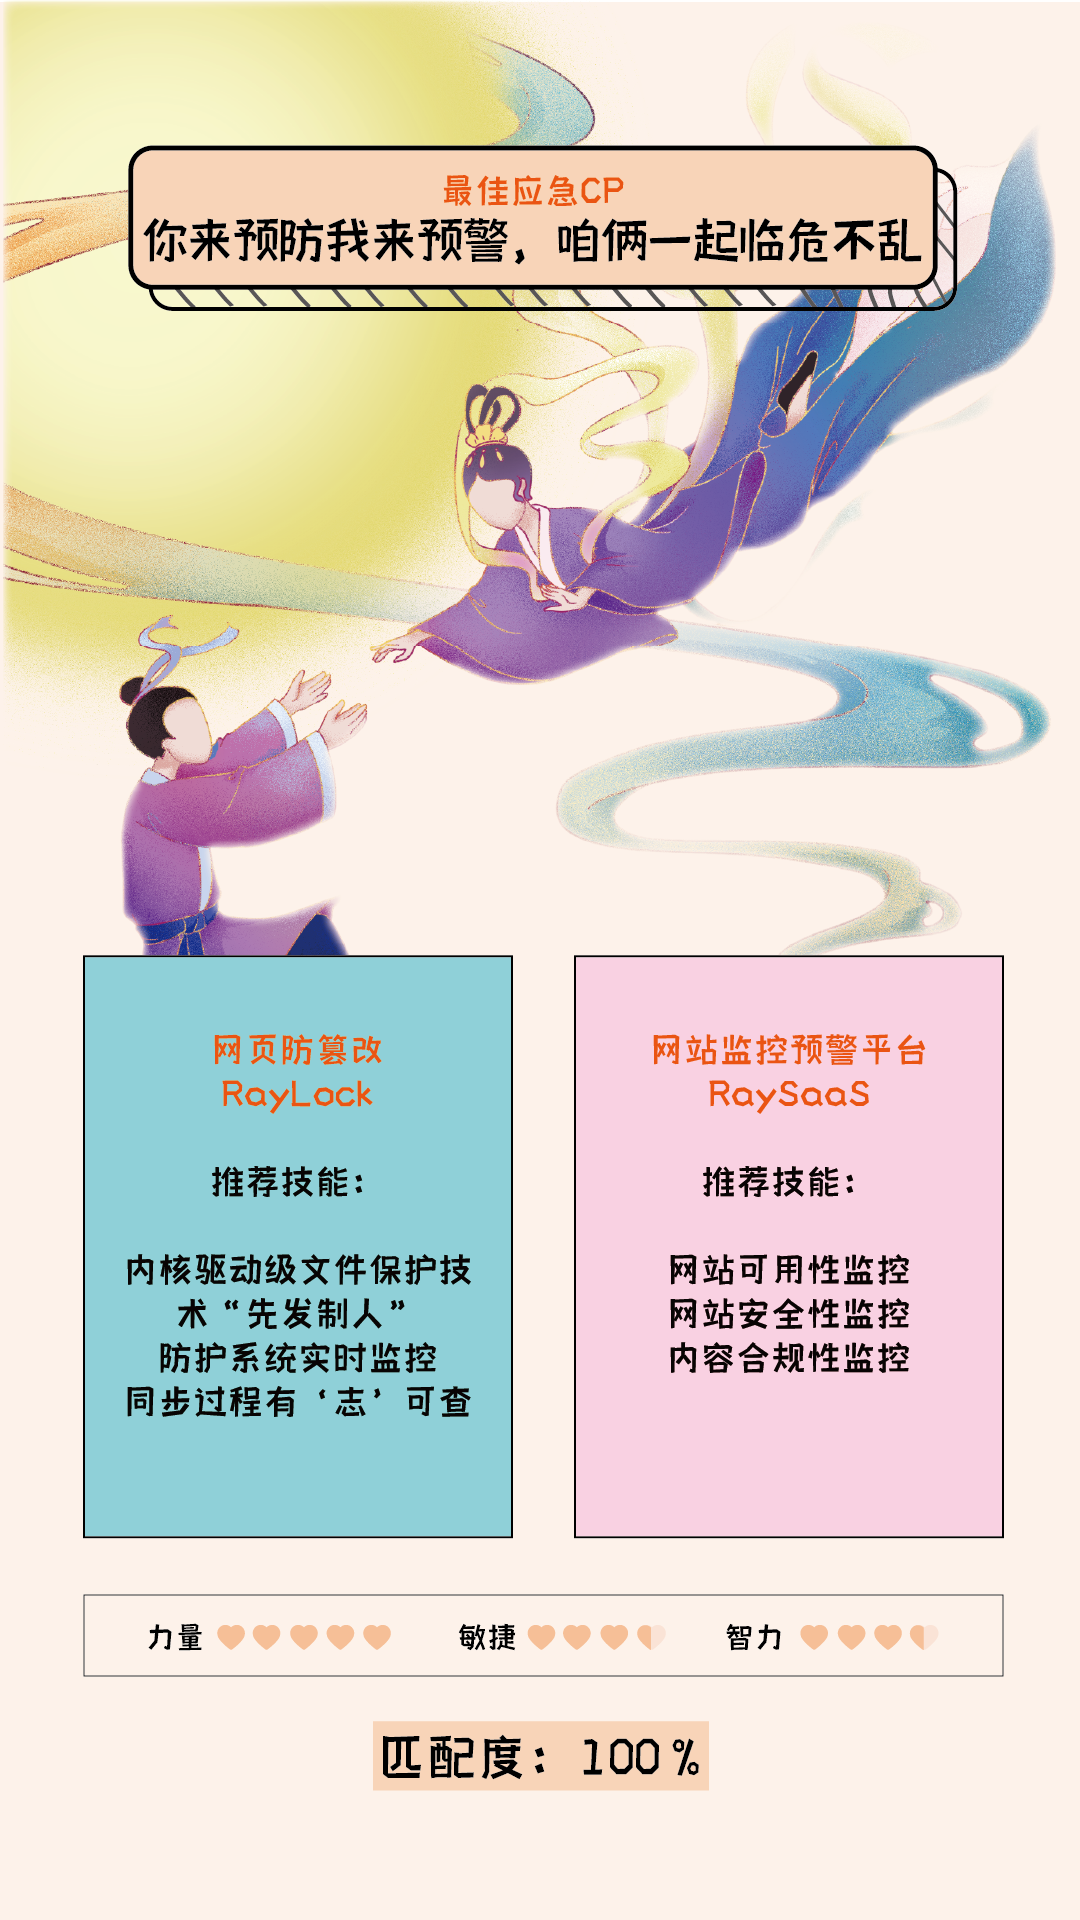 最佳应急CP
你来预防我来预警，咱俩一起临危不乱
网页防篡改
RayLock
推荐技能：
内核驱动级文件保护技
术“先发制人”
防护系统实时监控
同步过程有‘志’可查
网站监控预警平台
RaySaaS
推荐技能：
网站可用性监控
网站安全性监控
内容合规性监控
力量 敏捷 智力
匹配度：100%